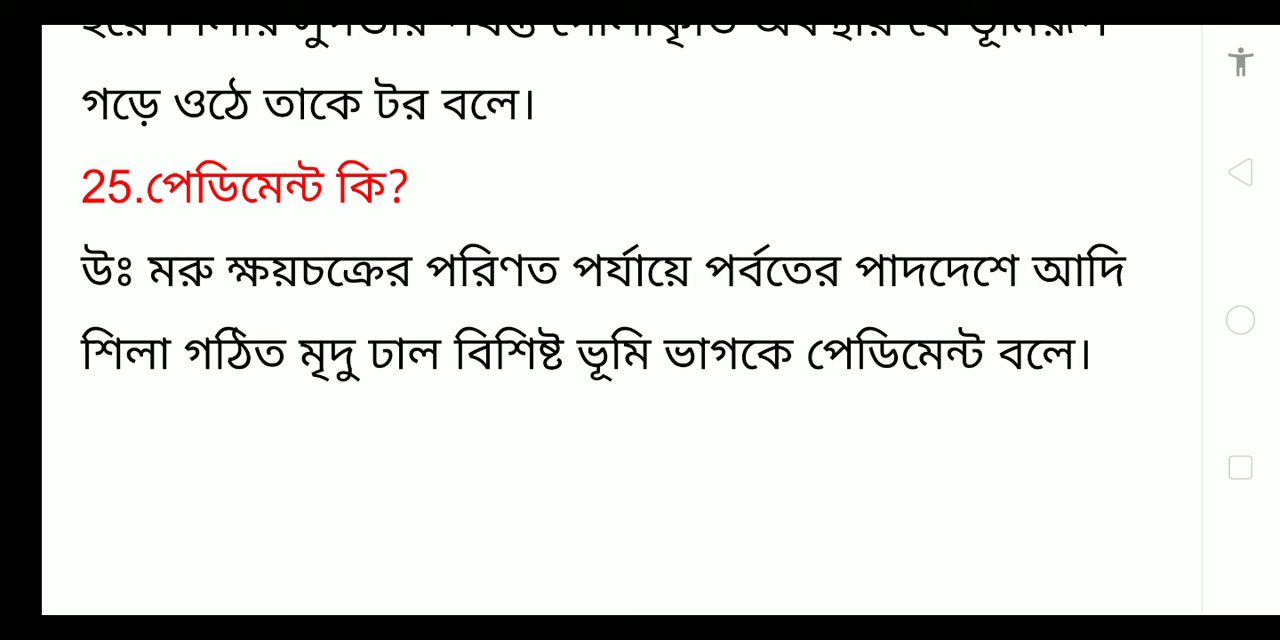 গড়ে ওঠে তাকে টর বলে।
25.পেডিমেন্ট কি?
উঃ মরু ক্ষয়চক্রের পরিণত পর্যায়ে পর্বতের পাদদেশে আদি
শিলা গঠিত মৃদু ঢাল বিশিষ্ট ভূমি ভাগকে পেডিমেন্ট বলে।